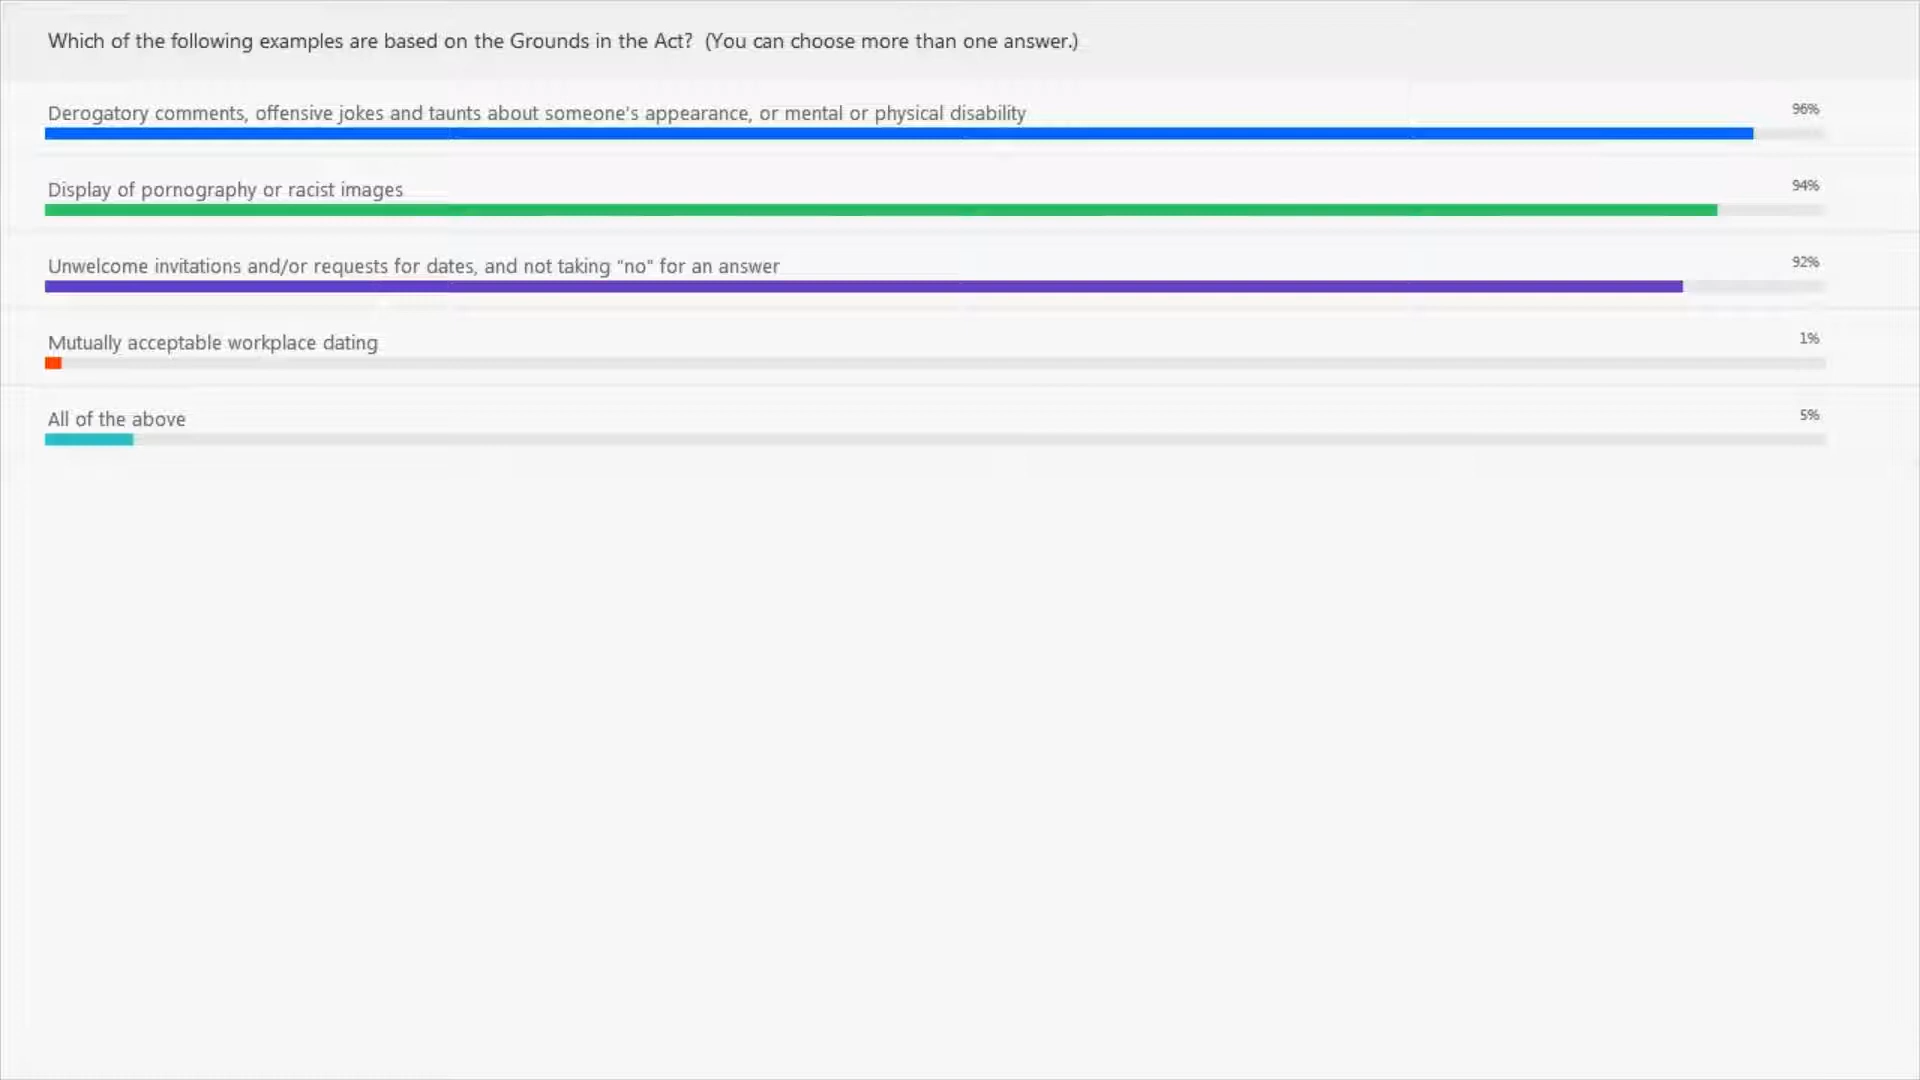 Which of the following examples are based on the Grounds in the Act?  (You can choose more than one answer.)
Derogatory comments, offensive jokes and taunts about someone's appearance, or mental or physical disability
96%
Display of pornography or racist images
94%
Unwelcome invitations and/or requests for dates, and not taking "no" for an answer
92%
Mutually acceptable workplace dating
1%
All of the above
5%